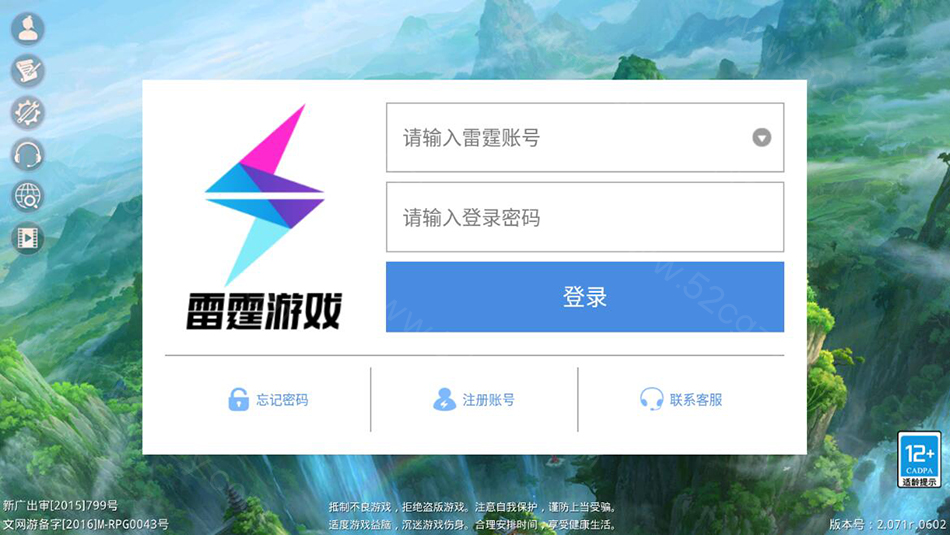 请输入雷霆账号
请输入登录密码
登录
雷霆游戏
忘记密码
注册账号
联系客服
12+
CADPA
适龄提示
新广出审[2015]799号
文网游备字[2016]M-RPG0043号
抵制不良游戏，拒绝盗版游戏。注意自我保护，谨防上当受骗。
适度游戏益脑，沉迷游戏伤身。合理安排时间，享受健康生活。
版本号：2.071r.0602